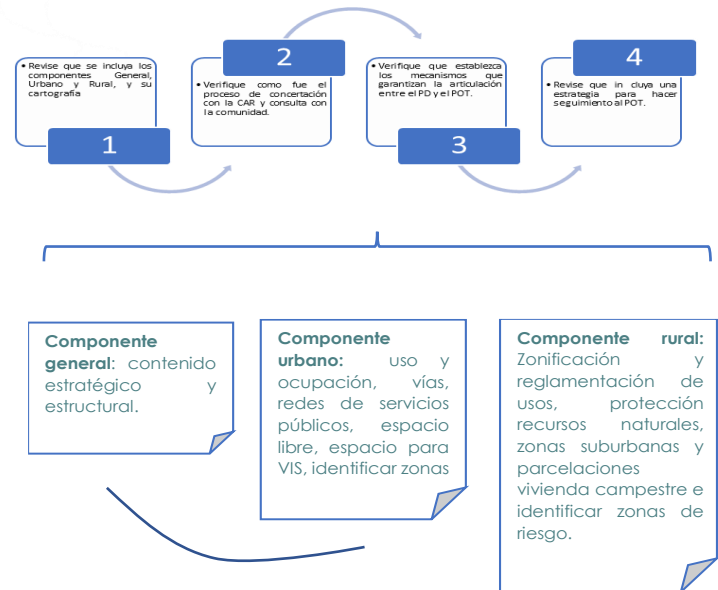 • Revise que se incluya los
componentes General,
Urbano y Rural, y su
cartografía
1
2
• Verifique como fue el
proceso de concertación
con la CAR y consulta con
la comunidad.
• Verifique que establezca
los mecanismos que
garantizan la articulación
entre el PD y el POT.
3
4
• Revise que in cluya una
estrategia para hacer
seguimiento al POT.
Componente
general: contenido
estratégico y
estructural.
Componente
urbano: uso y
ocupación, vías,
redes de servicios
públicos, espacio
libre, espacio para
VIS, identificar zonas
Componente rural:
Zonificación y
reglamentación de
usos, protección
recursos naturales,
zonas suburbanas y
parcelaciones
vivienda campestre e
identificar zonas de
riesgo.